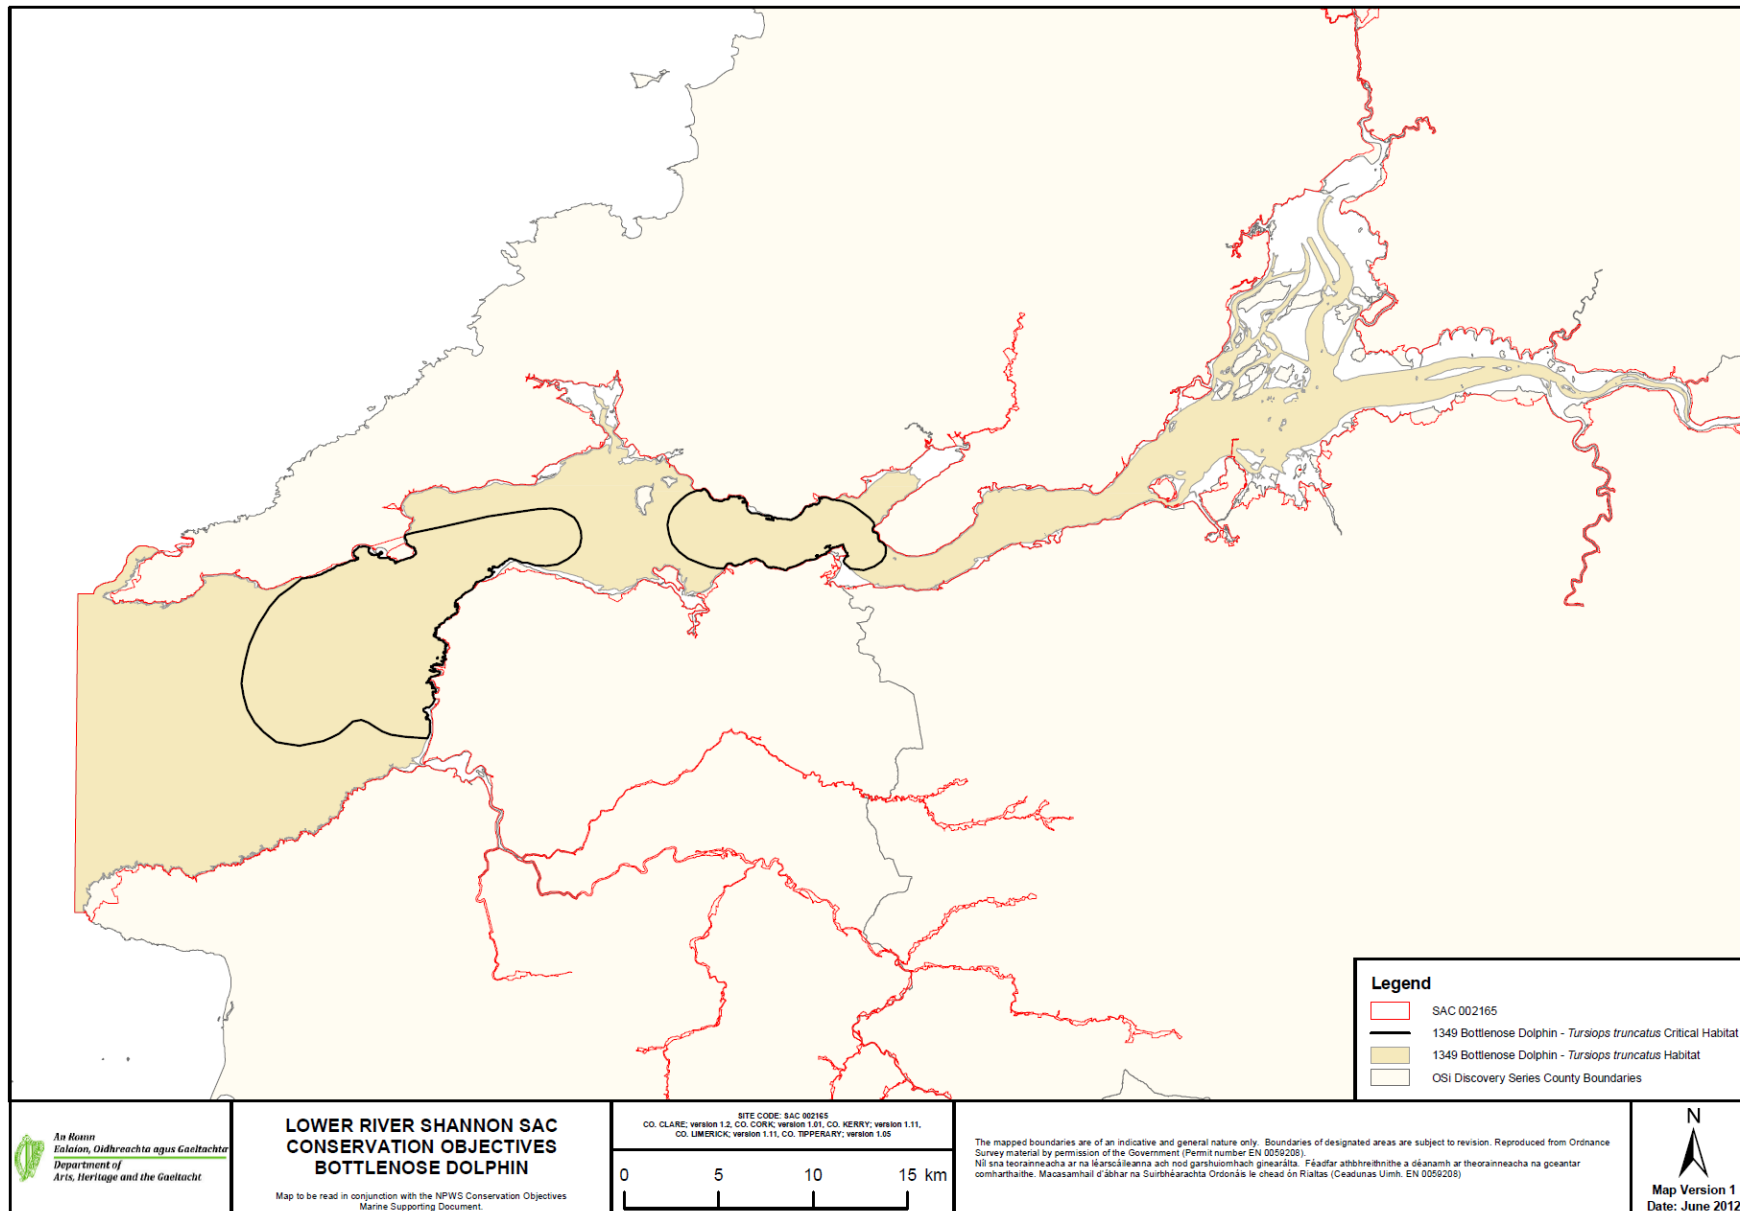 Legend
SAC 002165
1349 Bottlenose Dolphin - Tursiops truncatus Critical Habitat
1349 Bottlenose Dolphin - Tursiops truncatus Habitat
OSi Discovery Series County Boundaries
An Roinn
Ealaíon, Oidhreachta agus Gaeltachta
Department of
Arts, Heritage and the Gaeltacht
LOWER RIVER SHANNON SAC
CONSERVATION OBJECTIVES
BOTTLENOSE DOLPHIN
Map to be read in conjunction with the NPWS Conservation Objectives
Marine Supporting Document.
SITE CODE: SAC 002165
CO. CLARE; version 1.2, CO. CORK; version 1.01, CO. KERRY; version 1.11,
CO. LIMERICK; version 1.11, CO. TIPPERARY; version 1.05
0 5 10 15 km
The mapped boundaries are of an indicative and general nature only. Boundaries of designated areas are subject to revision. Reproduced from Ordnance
Survey material by permission of the Government (Permit number EN 0059208).
Níl sna teorainneacha ar na léarscáileanna ach nod garshuiomhach ginearálta. Féadfar athbhreithnithe a déanamh ar theorainneacha na gceantar
comharthaithe. Macasamhail d'ábhar na Suirbhéarachta Ordonáis le chead ón Rialtas (Ceadunas Uimh. EN 0059208)
N
Map Version 1
Date: June 2012